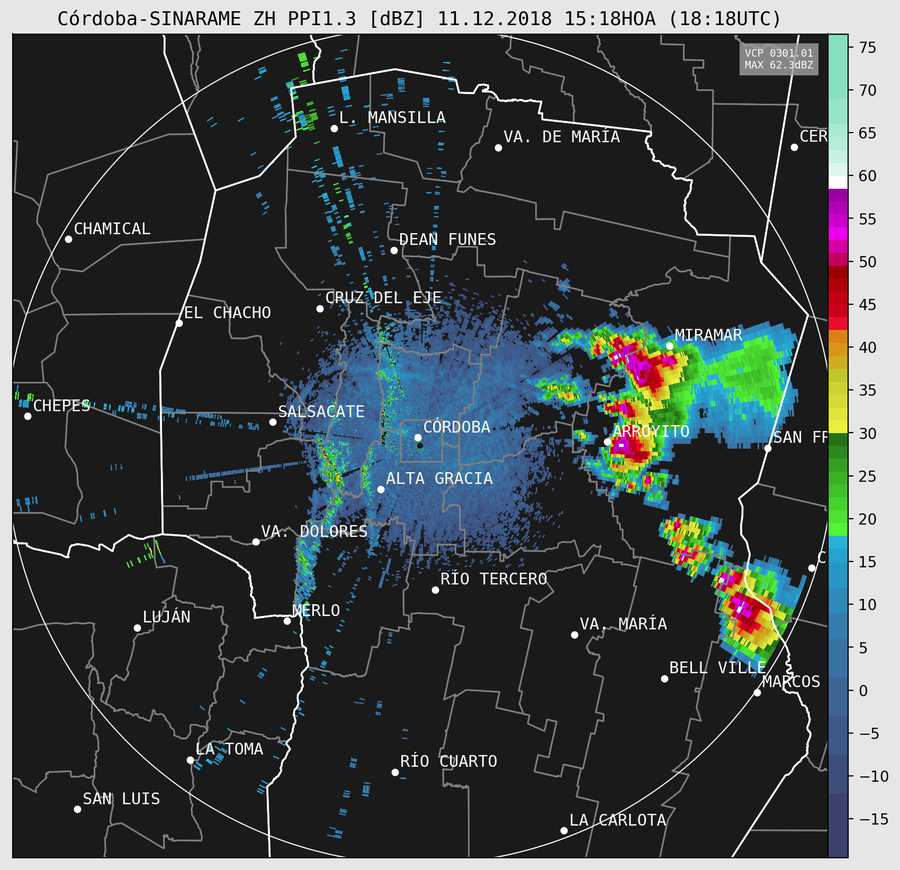 Córdoba-SINARAME ZH PPI1.3 [dBZ] 11.12.2018 15:18HOA (18:18UTC)
VCP 0301.01
MAX 62.3dBZ
75
70
65
60
55
50
45
40
35
30
25
20
15
10
5
0
−5
−10
−15
L. MANSILLA
VA. DE MARÍA
CER
CHAMICAL
DEAN FUNES
CRUZ DEL EJE
EL CHACHO
MIRAMAR
CHEPES
SALSACATE
CÓRDOBA
ARROYITO
SAN FR
ALTA GRACIA
VA. DOLORES
C
RÍO TERCERO
MERLO
LUJÁN
VA. MARÍA
BELL VILLE
MARCOS
LA TOMA
RÍO CUARTO
SAN LUIS
LA CARLOTA